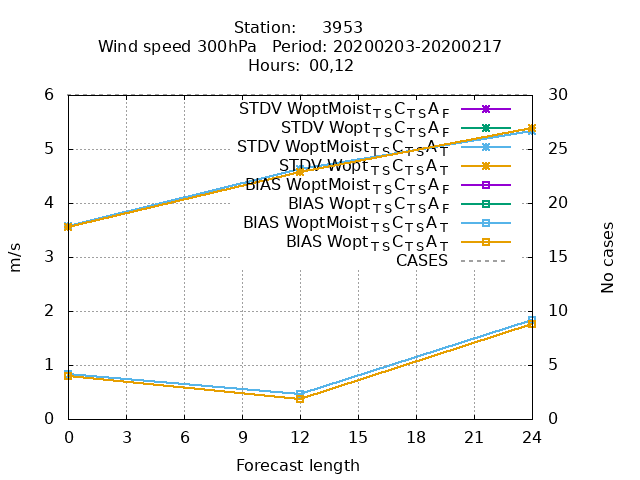 Station: 3953
Wind speed 300hPa Period: 20200203-20200217
Hours: 00,12
6 30
STDV WoptMoist_TS C_TS A_F
STDV Wopt_TS C_TS A_F
5 25
STDV WoptMoist_TS C_TS A_T
STDV Wopt_TS C_TS A_T
BIAS WoptMoist_TS C_TS A_F
4 20
BIAS Wopt_TS C_TS A_F
BIAS WoptMoist_TS C_TS A_T
BIAS Wopt_TS C_TS A_T
3 15
CASES
m/s
No cases
2 10
1 5
0 0
0 3 6 9 12 15 18 21 24
Forecast length